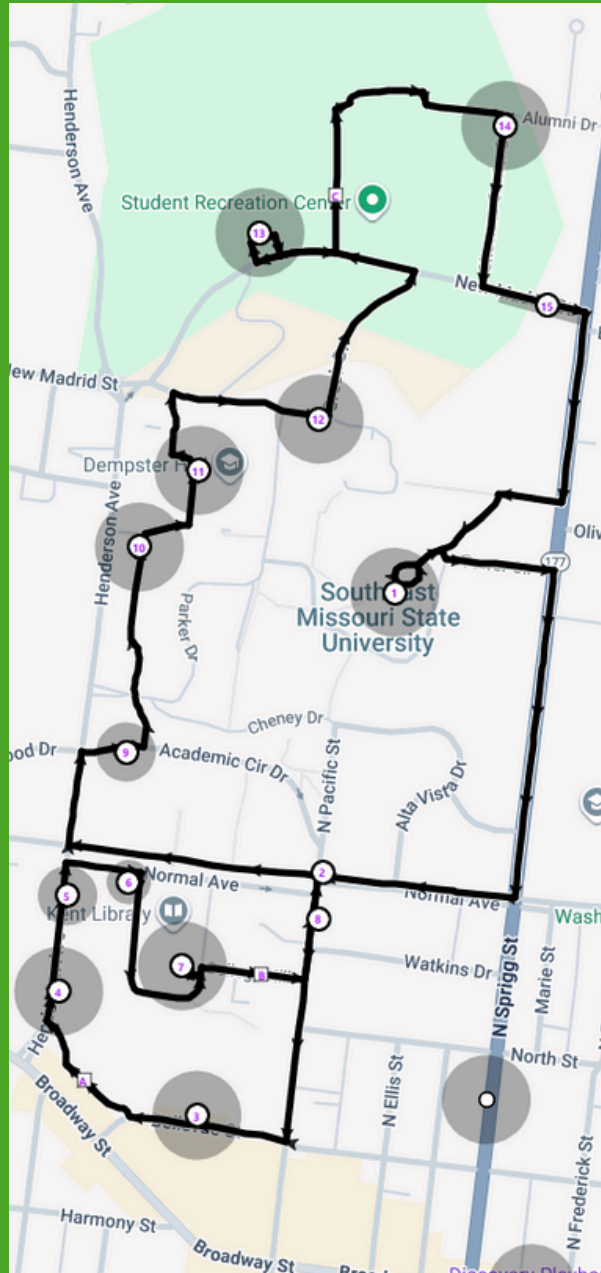 Henderson Ave
14
Alumni Dr
C
Student Recreation Center
13
15
New Madrid St
12
Dempster H
11
10
Henderson Ave
Oliv
177
1
Southeast
Missouri State
University
Parker Dr
Cheney Dr
ood Dr
9
Academic Cir Dr
N Pacific St
Alta Vista Dr
2
6
Normal Ave
Normal Ave
5
Kent Library
8
Wash
7
B
Watkins Dr
N Sprigg St
Marie St
4
North St
A
Broadway St
3
N Ellis St
N Frederick St
Harmony St
Broadway St